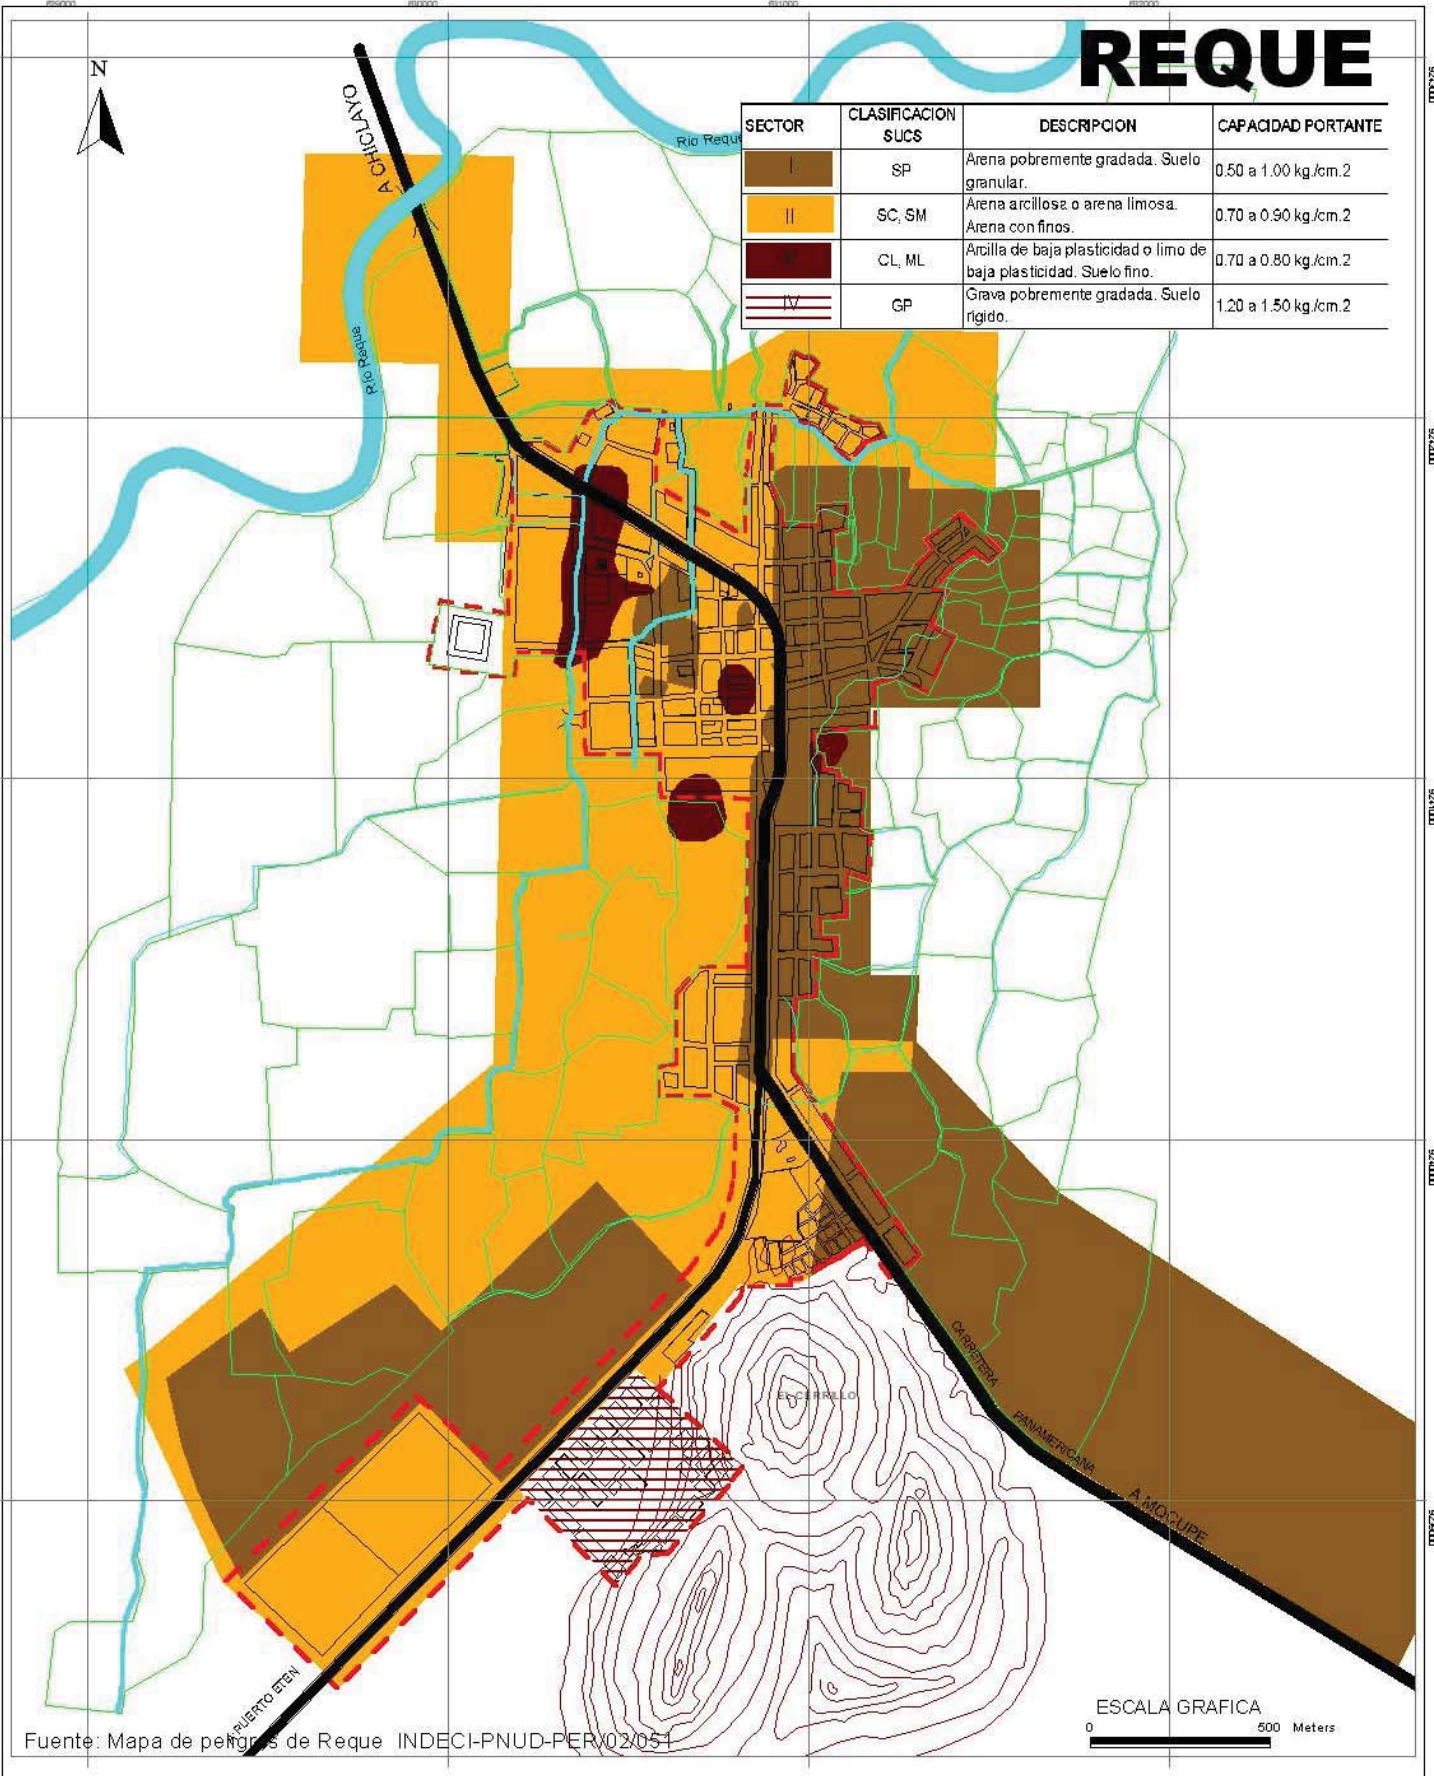 629000
630000
631000
632000
REQUE
N
A CHICLAYO
Rio Reque
SECTOR CLASIFICACION SUCS DESCRIPCION CAPACIDAD PORTANTE
I SP Arena pobremente gradada. Suelo granular. 0.50 a 1.00 kg./cm.2
II SC, SM Arena arcillosa o arena limosa. Arena con finos. 0.70 a 0.90 kg./cm.2
CL, ML Arcilla de baja plasticidad o limo de baja plasticidad. Suelo fino. 0.70 a 0.80 kg./cm.2
IV GP Grava pobremente gradada. Suelo rigido. 1.20 a 1.50 kg./cm.2
Rio Reque
EL CERRILLO
CARRETERA
PANAMERICANA
A MOCUPE
A PUERTO ETEN
ESCALA GRAFICA
0 500 Meters
Fuente: Mapa de peligros de Reque INDECI-PNUD-PER/02/051